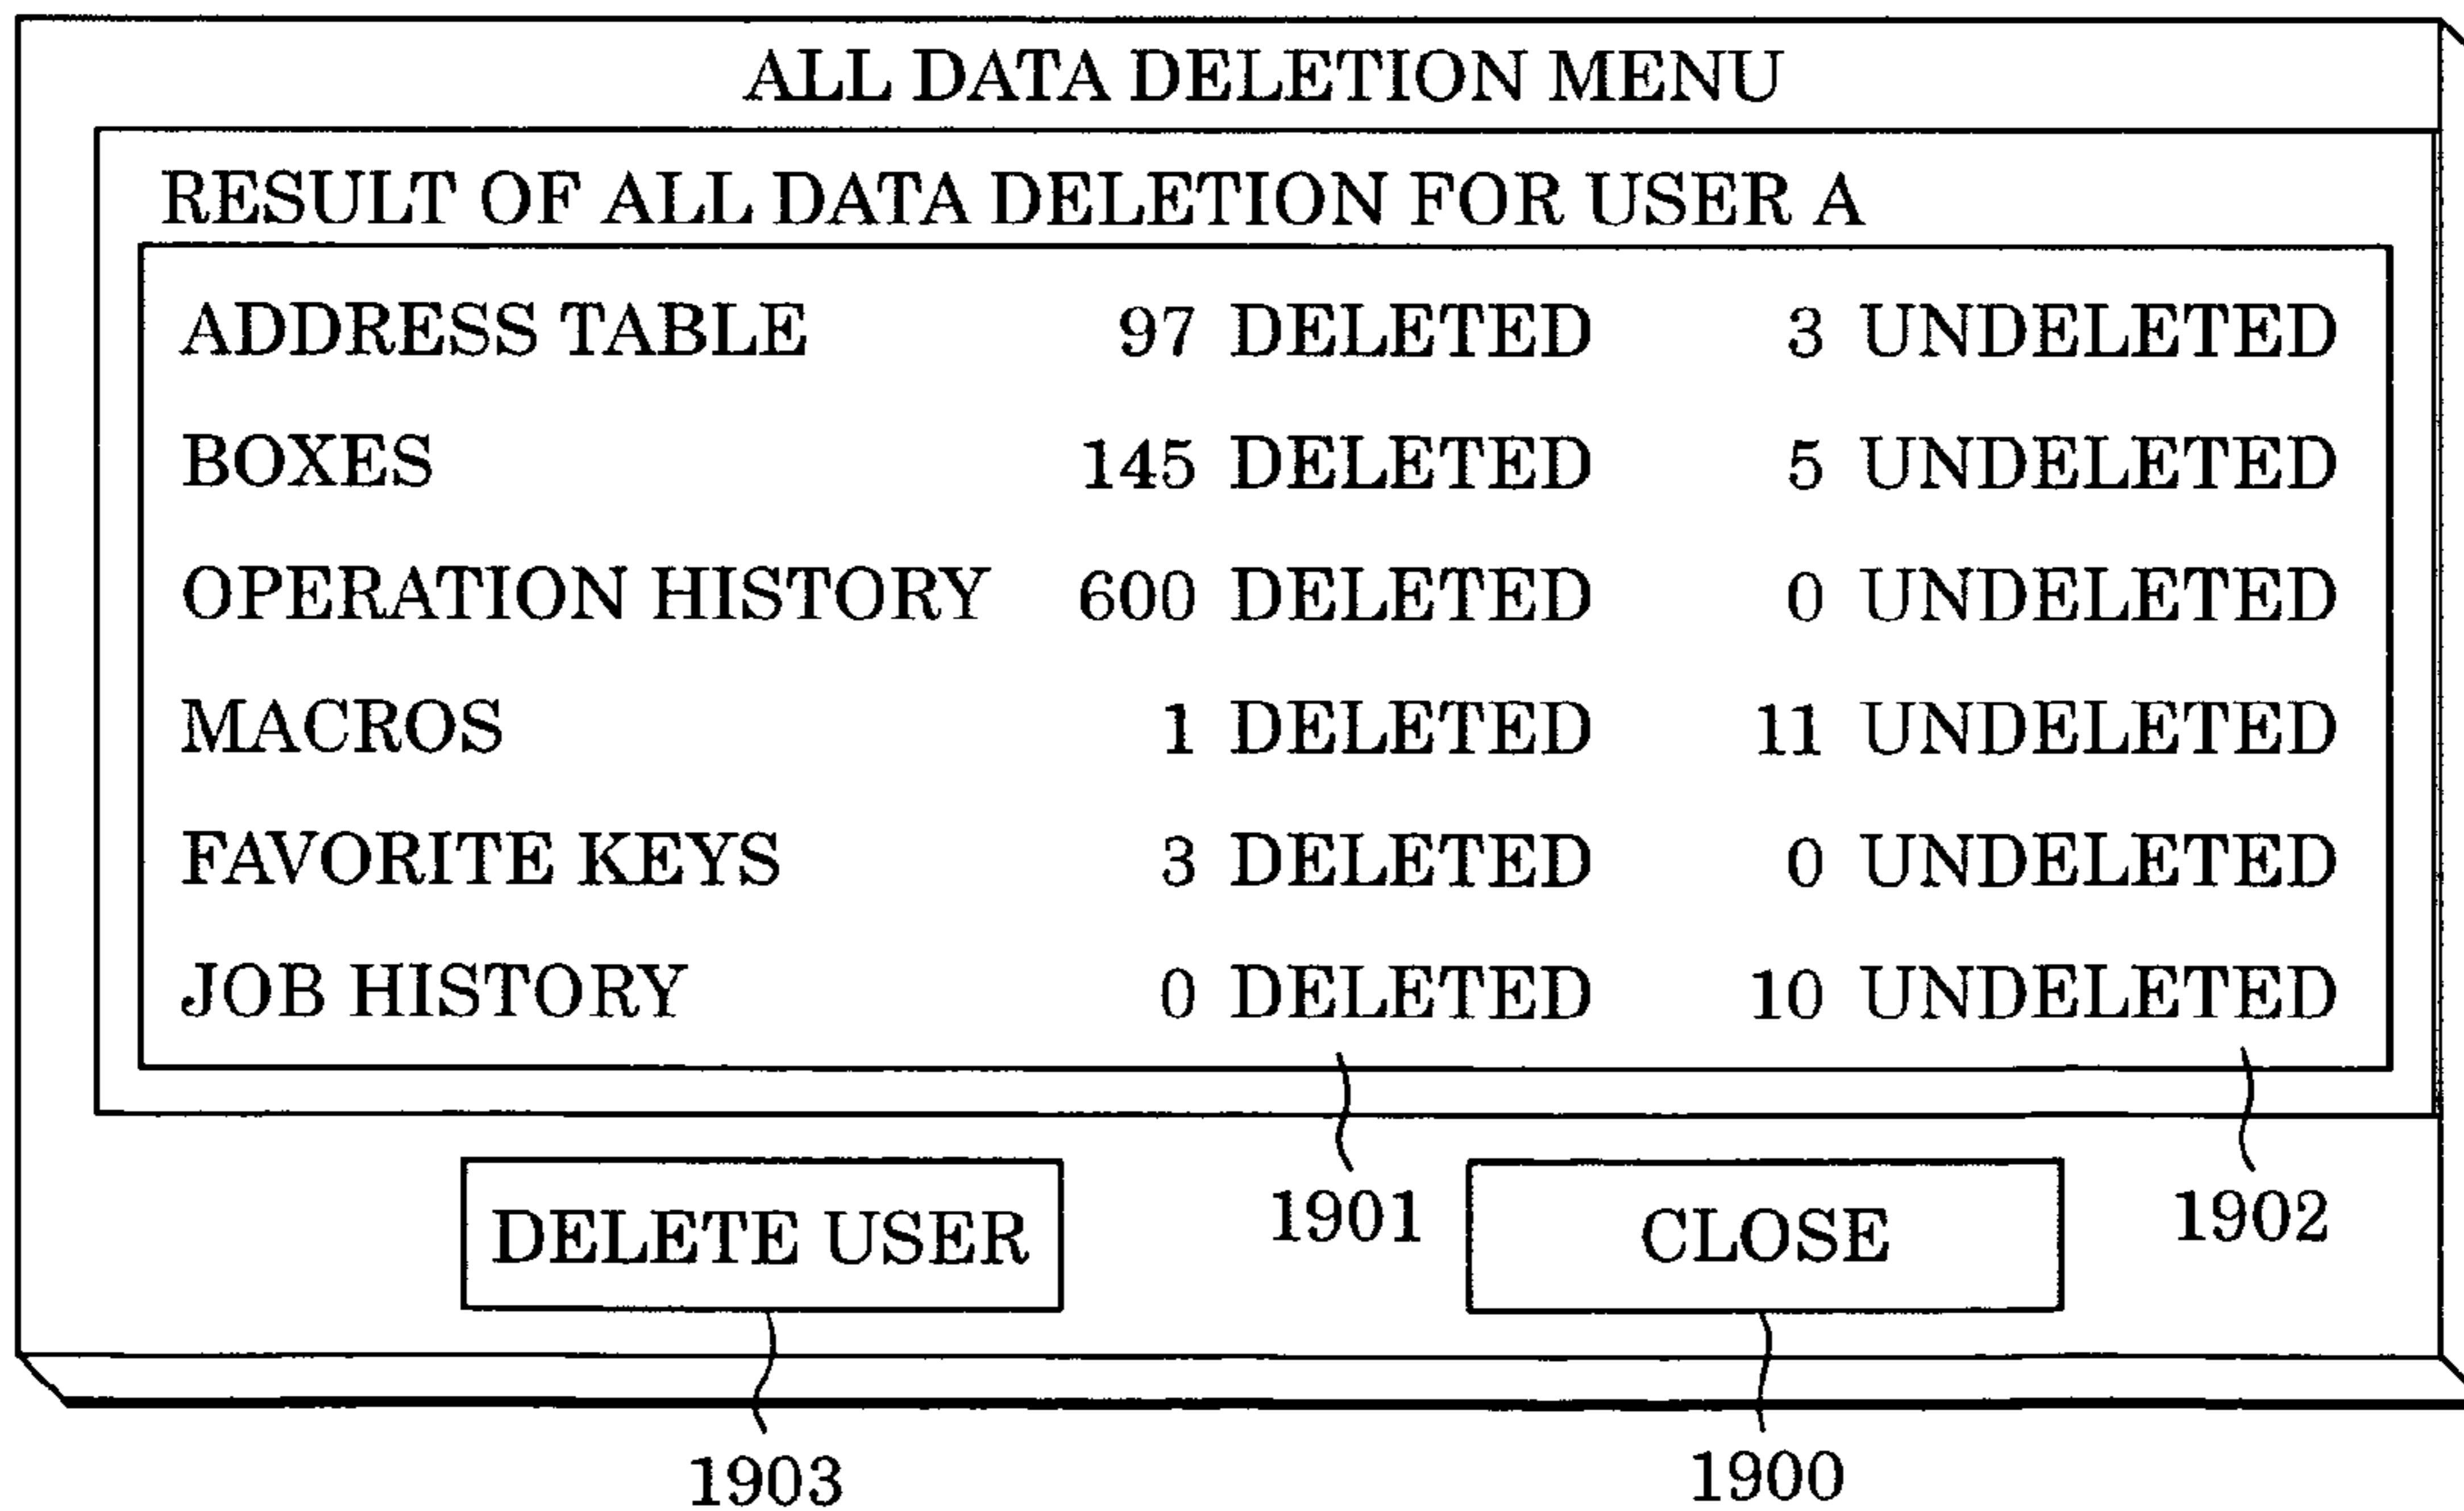 ALL DATA DELETION MENU
RESULT OF ALL DATA DELETION FOR USER A
ADDRESS TABLE 97 DELETED 3 UNDELETED
BOXES 145 DELETED 5 UNDELETED
OPERATION HISTORY 600 DELETED 0 UNDELETED
MACROS 1 DELETED 11 UNDELETED
FAVORITE KEYS 3 DELETED 0 UNDELETED
JOB HISTORY 0 DELETED 10 UNDELETED
1901 1902
DELETE USER CLOSE
1903 1900